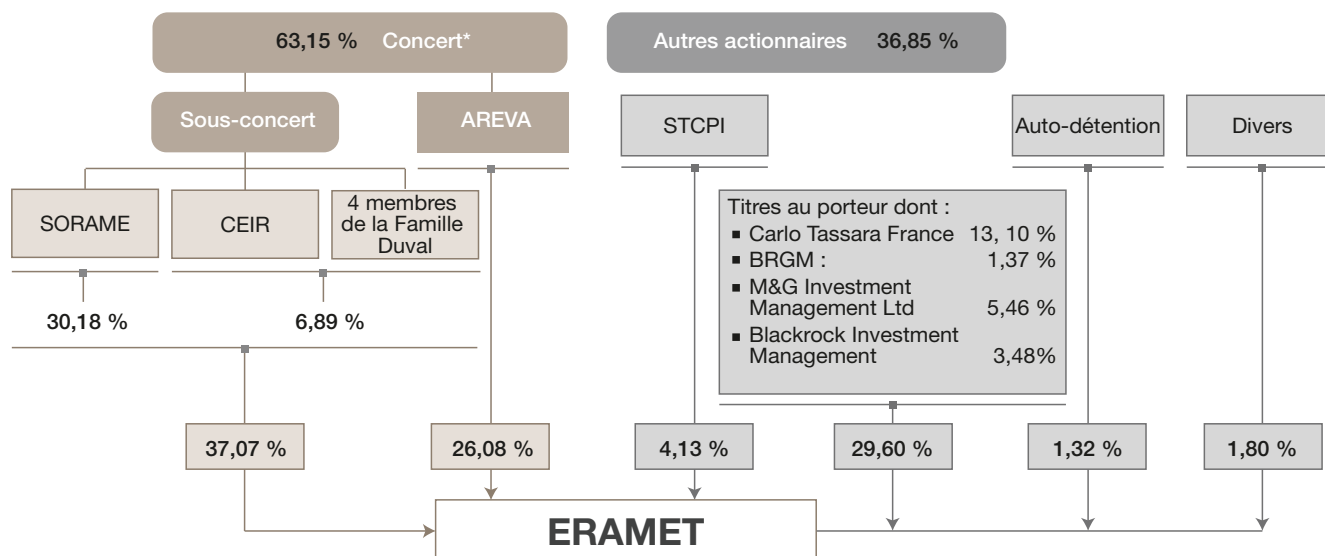 63,15 % Concert*
Autres actionnaires 36,85 %
Sous-concert
AREVA
STCPI
Auto-détention
Divers
SORAME
CEIR
4 membres
de la Famille
Duval
Titres au porteur dont :
▪ Carlo Tassara France 13, 10 %
▪ BRGM : 1,37 %
▪ M&G Investment
Management Ltd 5,46 %
▪ Blackrock Investment
Management 3,48%
30,18 %
6,89 %
37,07 %
26,08 %
4,13 %
29,60 %
1,32 %
1,80 %
ERAMET